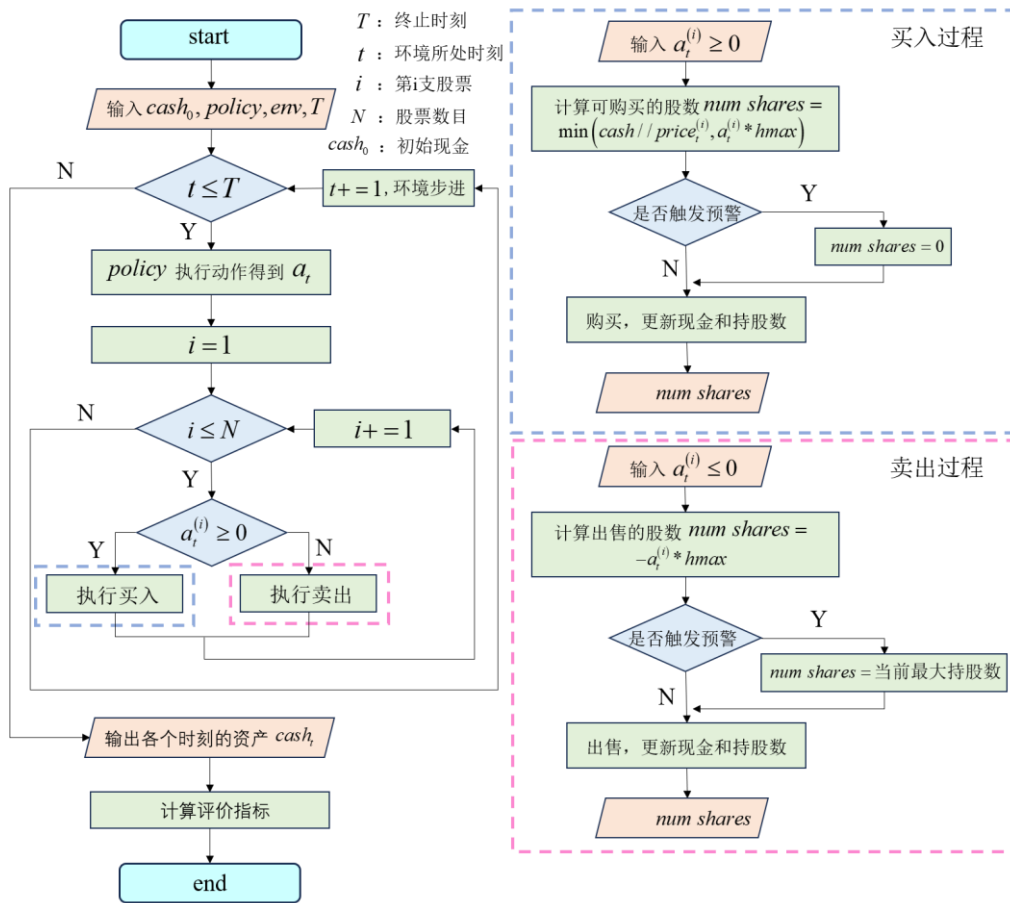 start
输入 cash₀, policy, env, T
N
t ≤ T
t+=1, 环境步进
Y
policy 执行动作得到 aₜ
i = 1
N
i ≤ N
i+=1
Y
aₜ⁽ⁱ⁾ ≥ 0
Y
N
执行买入
执行卖出
输出各个时刻的资产 cashₜ
计算评价指标
end
T : 终止时刻
t : 环境所处时刻
i : 第i支股票
N : 股票数目
cash₀ : 初始现金
买入过程
输入 aₜ⁽ⁱ⁾ ≥ 0
计算可购买的股数 num shares =
min(cash // priceₜ⁽ⁱ⁾, aₜ⁽ⁱ⁾ * hmax)
是否触发预警
Y
num shares = 0
N
购买，更新现金和持股数
num shares
卖出过程
输入 aₜ⁽ⁱ⁾ ≤ 0
计算出售的股数 num shares =
−aₜ⁽ⁱ⁾ * hmax
是否触发预警
Y
num shares = 当前最大持股数
N
出售，更新现金和持股数
num shares